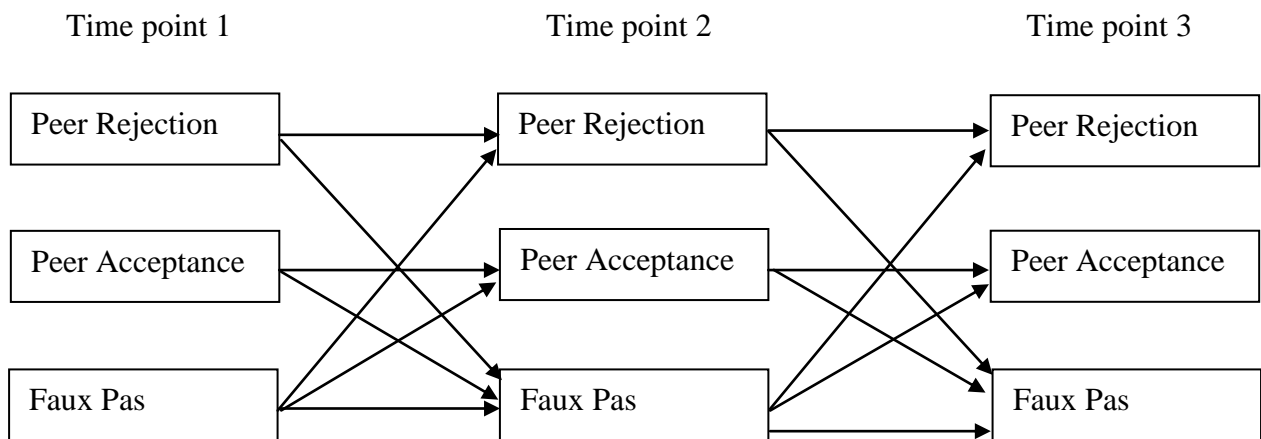 Time point 1 Time point 2 Time point 3
Peer Rejection Peer Rejection Peer Rejection
Peer Acceptance Peer Acceptance Peer Acceptance
Faux Pas Faux Pas Faux Pas